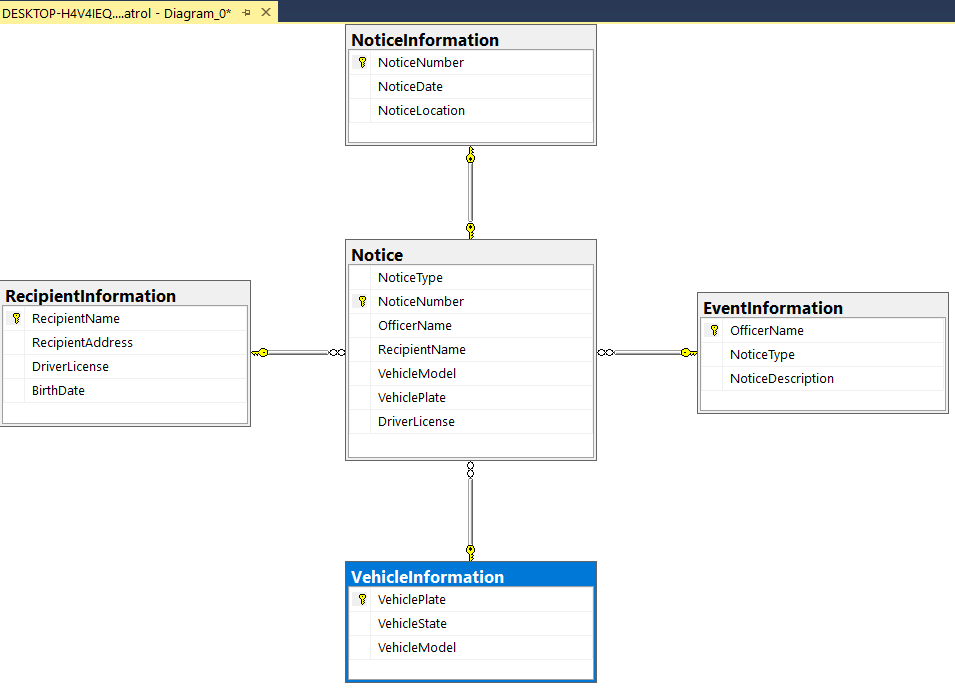 DESKTOP-H4V4IEQ....atrol - Diagram_0*
NoticeInformation
NoticeNumber
NoticeDate
NoticeLocation
Notice
NoticeType
NoticeNumber
OfficerName
RecipientName
VehicleModel
VehiclePlate
DriverLicense
RecipientInformation
RecipientName
RecipientAddress
DriverLicense
BirthDate
EventInformation
OfficerName
NoticeType
NoticeDescription
VehicleInformation
VehiclePlate
VehicleState
VehicleModel